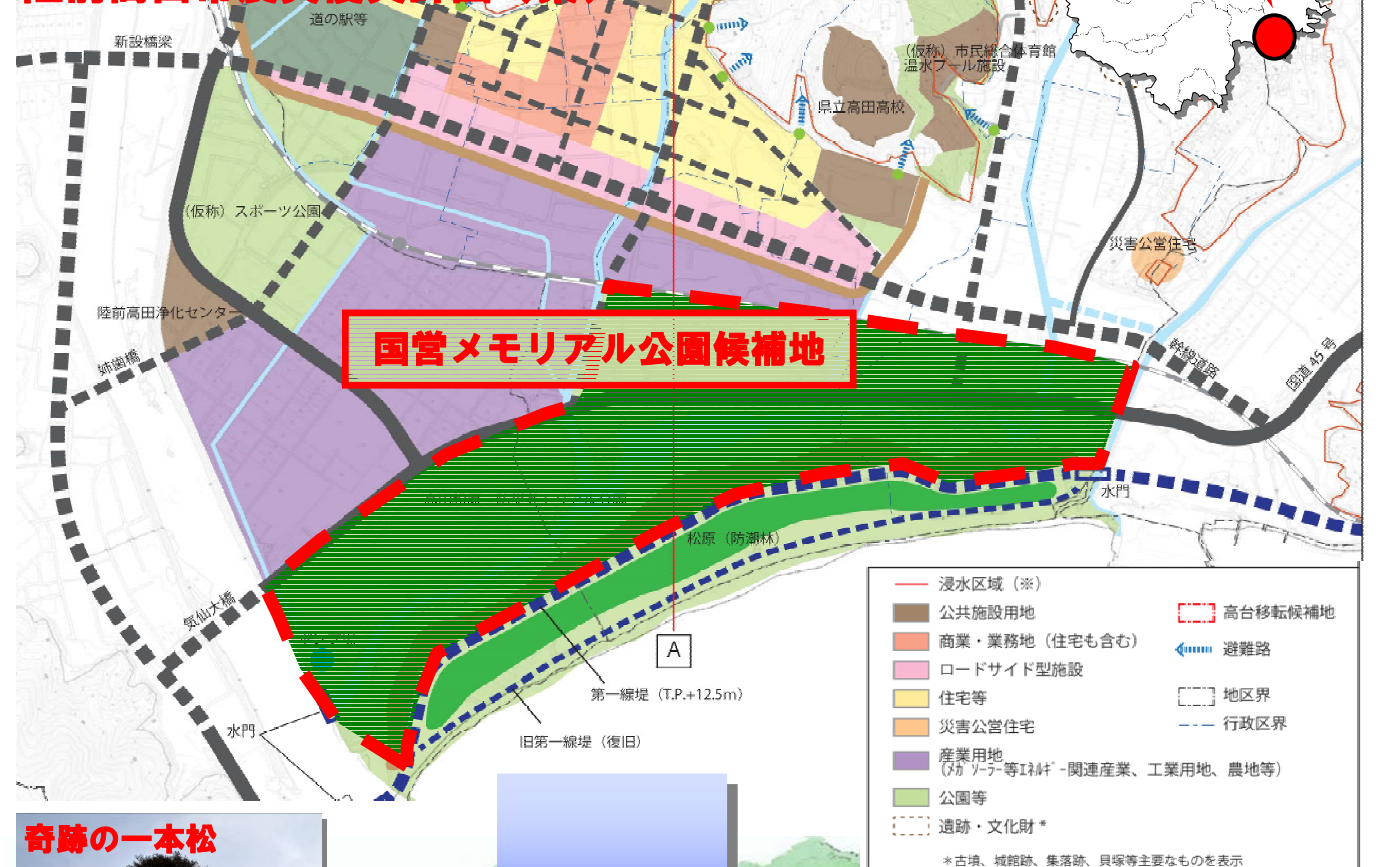 道の駅等
新設橋梁
(仮称)市民総合体育館
温水プール施設
県立高田高校
(仮称)スポーツ公園
災害公営住宅
陸前高田浄化センター
姉歯橋
国営メモリアル公園候補地
幹線道路
国道45号
水門
松原(防潮林)
気仙大橋
A
第一線堤(T.P.+12.5m)
旧第一線堤(復旧)
水門
浸水区域(※)
公共施設用地
商業・業務地(住宅も含む)
ロードサイド型施設
住宅等
災害公営住宅
産業用地
(メガソーラー等エネルギー関連産業、工業用地、農地等)
公園等
遺跡・文化財*
高台移転候補地
避難路
地区界
行政区界
*古墳、城館跡、集落跡、貝塚等主要なものを表示
奇跡の一本松